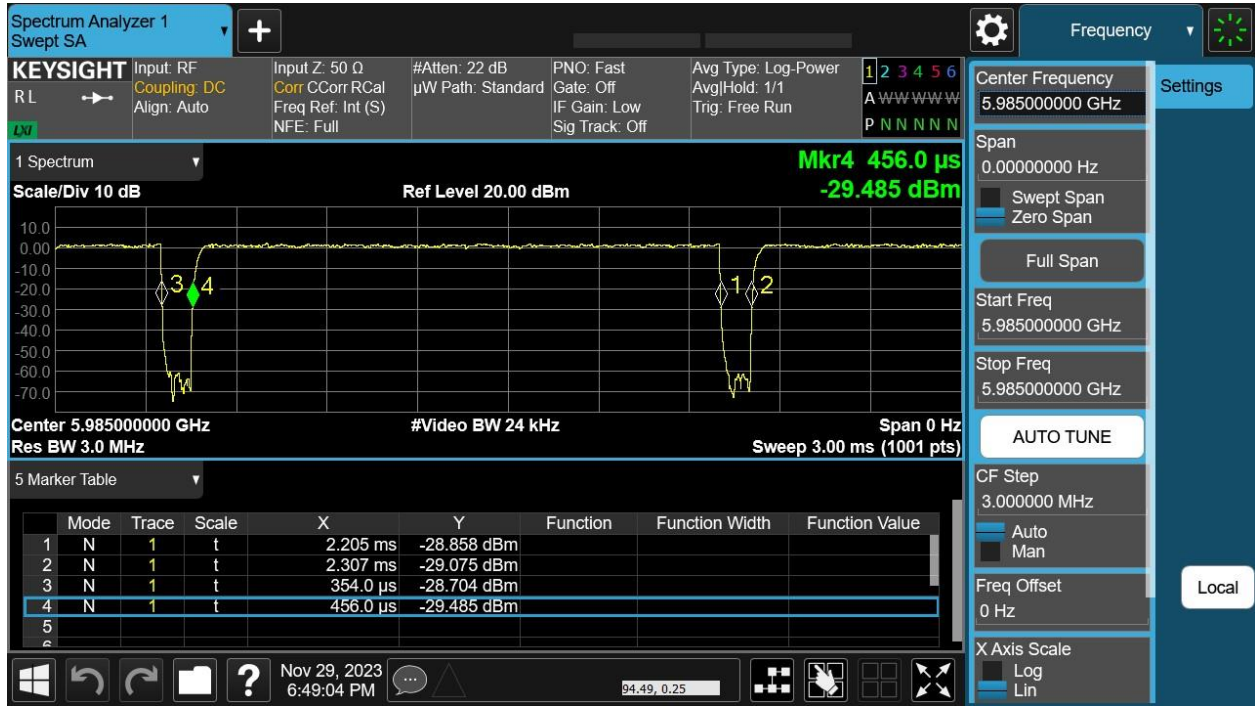 Spectrum Analyzer 1
Swept SA
+
Frequency
KEYSIGHT
RL
LXI
Input: RF
Coupling: DC
Align: Auto
Input Z: 50 Ω
Corr CCorr RCal
Freq Ref: Int (S)
NFE: Full
#Atten: 22 dB
µW Path: Standard
PNO: Fast
Gate: Off
IF Gain: Low
Sig Track: Off
Avg Type: Log-Power
Avg|Hold: 1/1
Trig: Free Run
1 2 3 4 5 6
A W W W W W
P N N N N N
Center Frequency
5.985000000 GHz
Settings
Span
0.00000000 Hz
Swept Span
Zero Span
Full Span
Start Freq
5.985000000 GHz
Stop Freq
5.985000000 GHz
AUTO TUNE
CF Step
3.000000 MHz
Auto
Man
Freq Offset
0 Hz
Local
X Axis Scale
Log
Lin
1 Spectrum
Mkr4 456.0 µs
Scale/Div 10 dB
Ref Level 20.00 dBm
-29.485 dBm
10.0
0.00
-10.0
-20.0
-30.0
-40.0
-50.0
-60.0
-70.0
3 4 1 2
Center 5.985000000 GHz
#Video BW 24 kHz
Span 0 Hz
Res BW 3.0 MHz
Sweep 3.00 ms (1001 pts)
5 Marker Table
Mode Trace Scale X Y Function Function Width Function Value
1 N 1 t 2.205 ms -28.858 dBm
2 N 1 t 2.307 ms -29.075 dBm
3 N 1 t 354.0 µs -28.704 dBm
4 N 1 t 456.0 µs -29.485 dBm
5
6
?
Nov 29, 2023
6:49:04 PM
94.49, 0.25